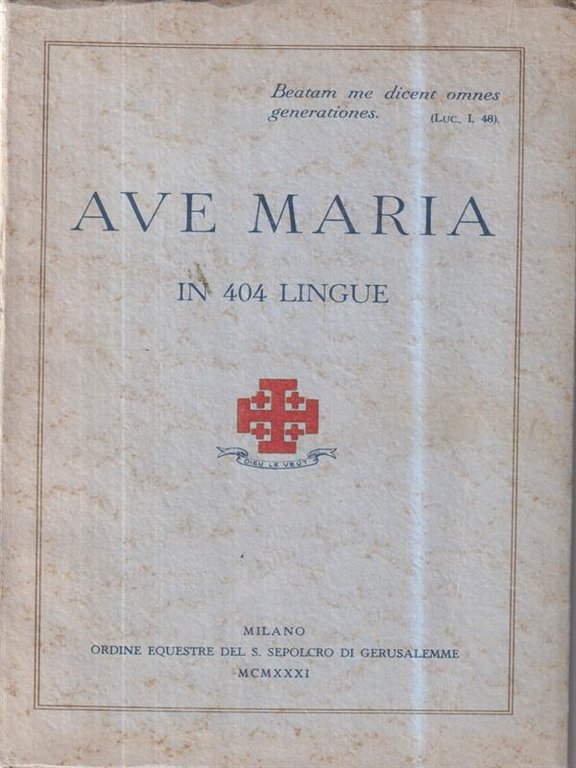 Beatam me dicent omnes
generationes. (Luc., I, 48).
AVE MARIA
IN 404 LINGUE
DIEU LE VEUT
MILANO
ORDINE EQUESTRE DEL S. SEPOLCRO DI GERUSALEMME
MCMXXXI